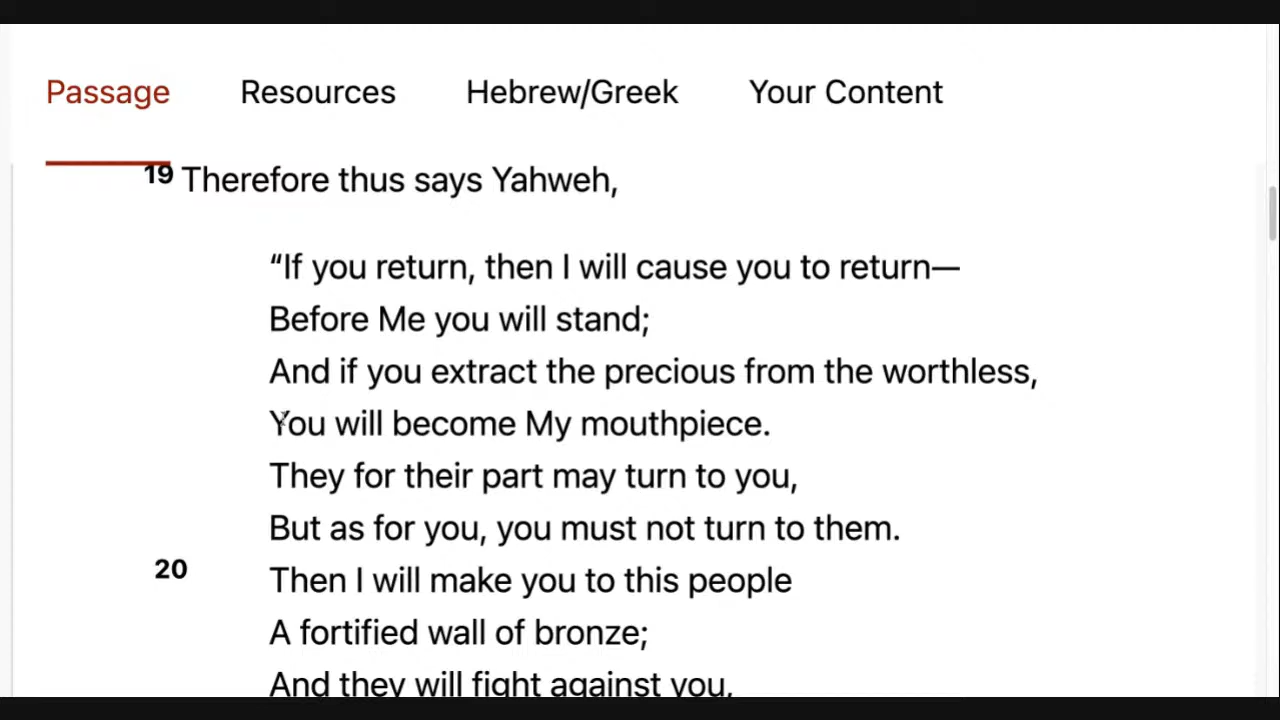 Passage Resources Hebrew/Greek Your Content
19 Therefore thus says Yahweh,
“If you return, then I will cause you to return—
Before Me you will stand;
And if you extract the precious from the worthless,
You will become My mouthpiece.
They for their part may turn to you,
But as for you, you must not turn to them.
20 Then I will make you to this people
A fortified wall of bronze;
And they will fight against you,